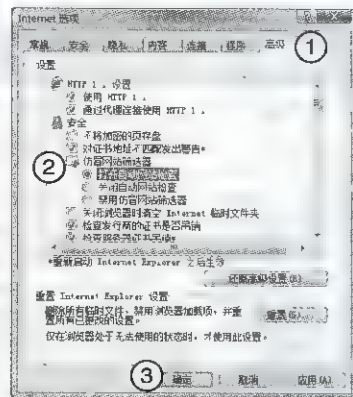 Internet 选项
常规 安全 隐私 内容 连接 程序 高级
①
设置
HTTP 1. 设置
使用 HTTP 1.
通过代理连接使用 HTTP 1.
安全
不将加密的页存盘
对证书地址不匹配发出警告*
②
仿冒网站筛选器
打开自动网站检查
关闭自动网站检查
禁用仿冒网站筛选器
关闭浏览器时清空 Internet 临时文件夹
检查发行商的证书是否吊销
检查服务器证书吊销*
*重新启动 Internet Explorer 之后生效
还原高级设置(R)
重置 Internet Explorer 设置
删除所有临时文件、禁用浏览器加载项、并重置所有已更改的设置。
重置(S)...
仅在浏览器处于无法使用的状态时，才使用此设置。
③
确定 取消 应用(A)